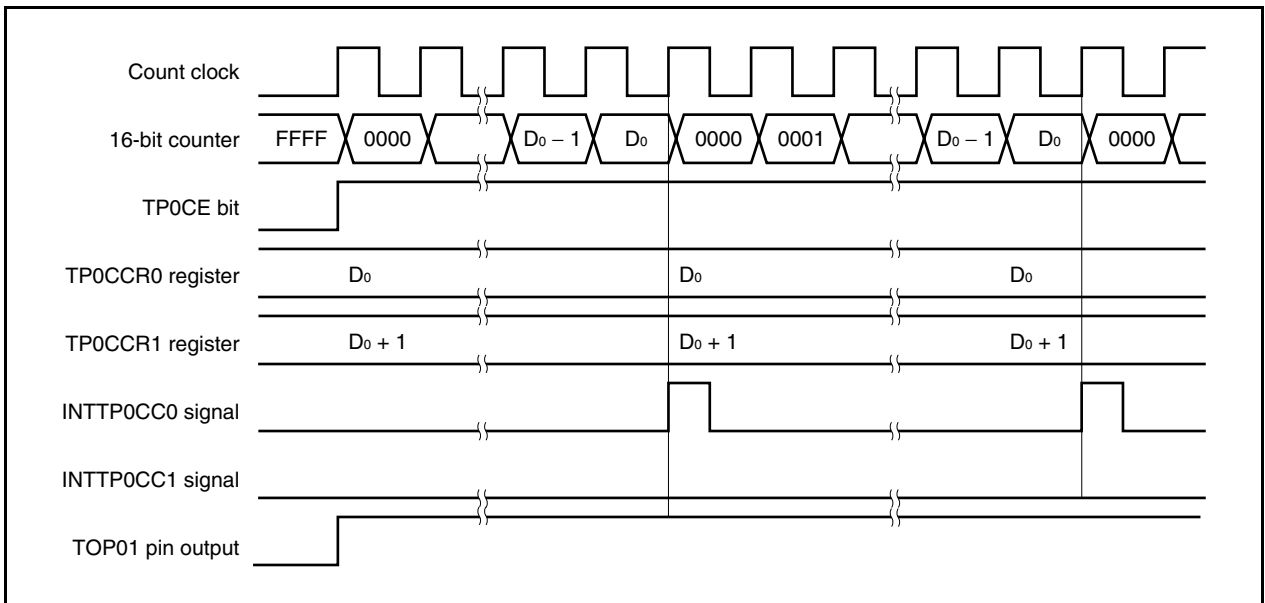 Count clock
16-bit counter FFFF 0000 D₀ − 1 D₀ 0000 0001 D₀ − 1 D₀ 0000
TP0CE bit
TP0CCR0 register D₀ D₀ D₀
TP0CCR1 register D₀ + 1 D₀ + 1 D₀ + 1
INTTP0CC0 signal
INTTP0CC1 signal
TOP01 pin output